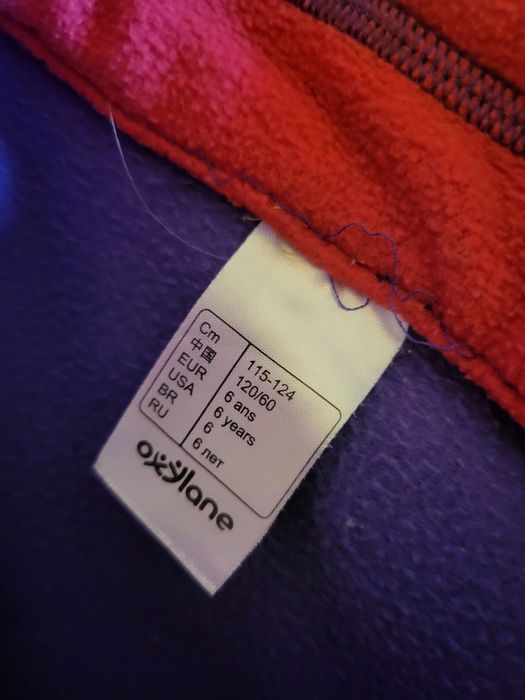 Cm 115-124
中国 120/60
EUR 6 ans
USA 6 years
BR 6
RU 6 лет
oxylane